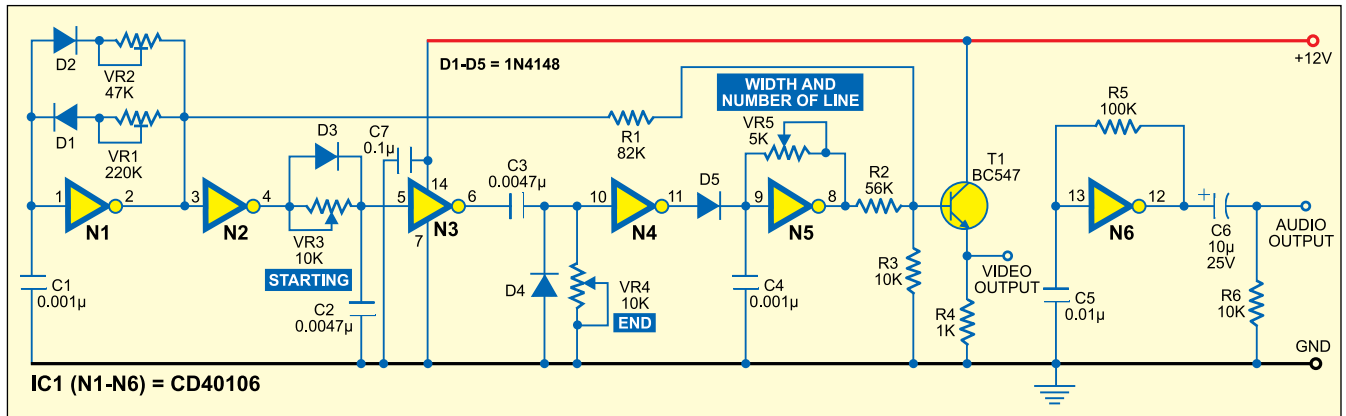 D2
VR2
47K
D1
VR1
220K
D1-D5 = 1N4148
+12V
WIDTH AND
NUMBER OF LINE
R1
82K
VR5
5K
R5
100K
D3
C7
0.1µ
C3
0.0047µ
D5
R2
56K
T1
BC547
1
2
N1
3
4
N2
5
14
6
7
N3
10
11
N4
9
8
N5
13
12
N6
+
C6
10µ
25V
AUDIO
OUTPUT
VR3
10K
STARTING
C1
0.001µ
C2
0.0047µ
D4
VR4
10K
END
C4
0.001µ
R3
10K
VIDEO
OUTPUT
R4
1K
C5
0.01µ
R6
10K
GND
IC1 (N1-N6) = CD40106